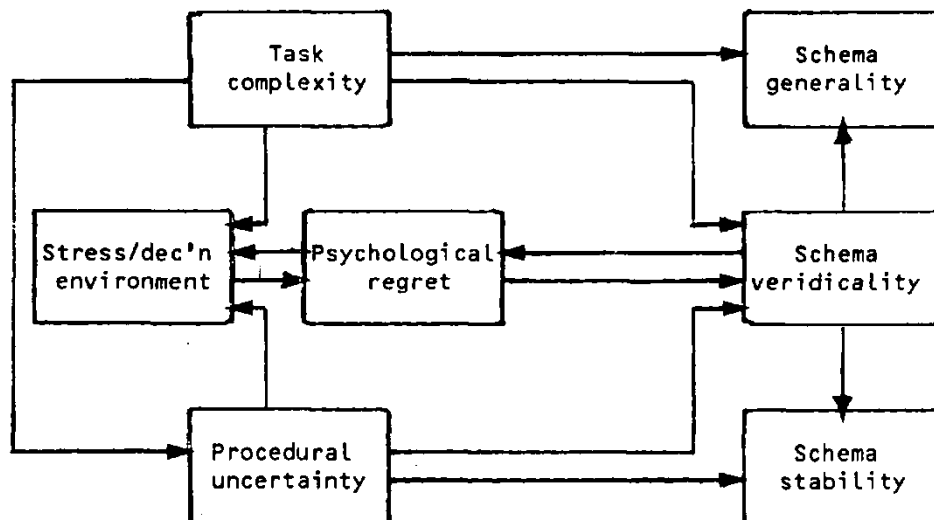 Task
complexity
Schema
generality
Stress/dec'n
environment
Psychological
regret
Schema
veridicality
Procedural
uncertainty
Schema
stability